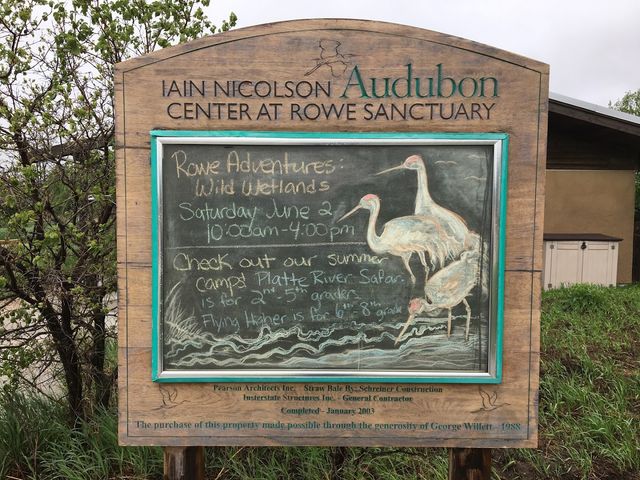 IAIN NICOLSON Audubon
CENTER AT ROWE SANCTUARY
Rowe Adventures:
Wild Wetlands
Saturday June 2
10:00am-4:00pm
Check out our summer
camps! Platte River Safari
is for 2nd-5th graders
Flying Higher is for 6th-8th grade
Pearson Architects Inc. Straw Bale By: Schreiner Construction
Insterstate Structures Inc. - General Contractor
Completed - January 2003
The purchase of this property made possible through the generosity of George Willett - 1988